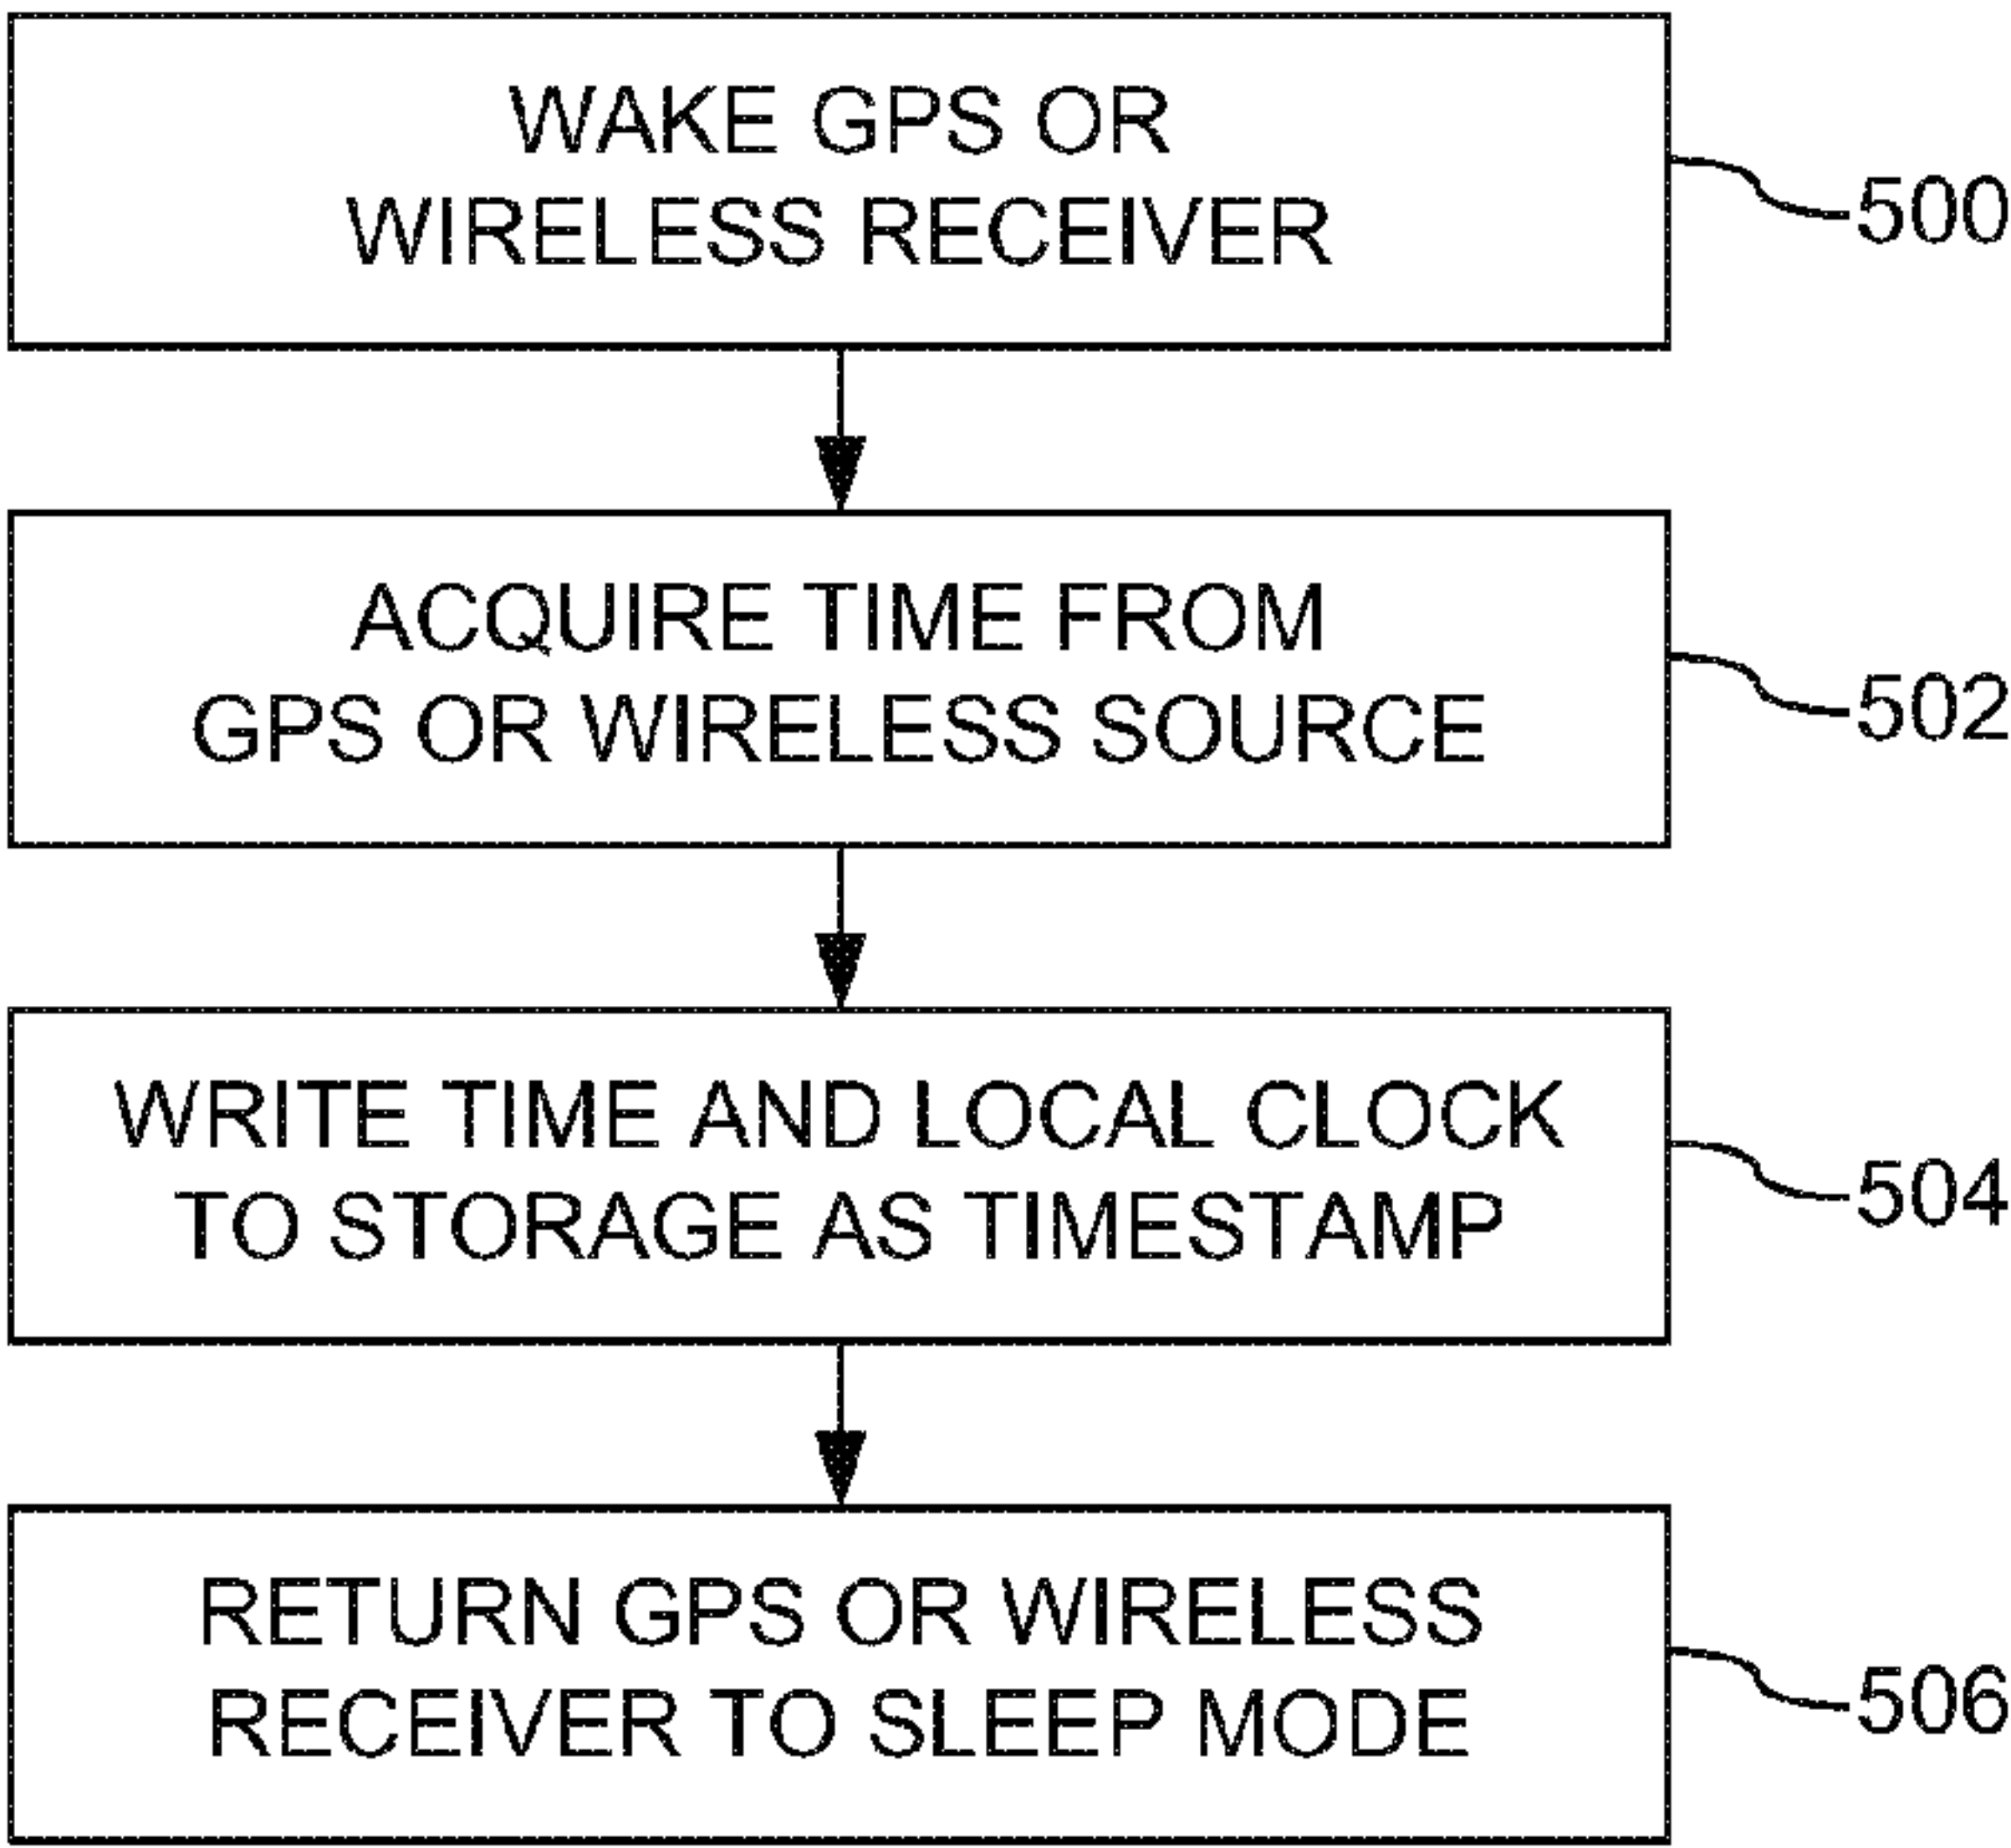 WAKE GPS OR
WIRELESS RECEIVER
500
ACQUIRE TIME FROM
GPS OR WIRELESS SOURCE
502
WRITE TIME AND LOCAL CLOCK
TO STORAGE AS TIMESTAMP
504
RETURN GPS OR WIRELESS
RECEIVER TO SLEEP MODE
506